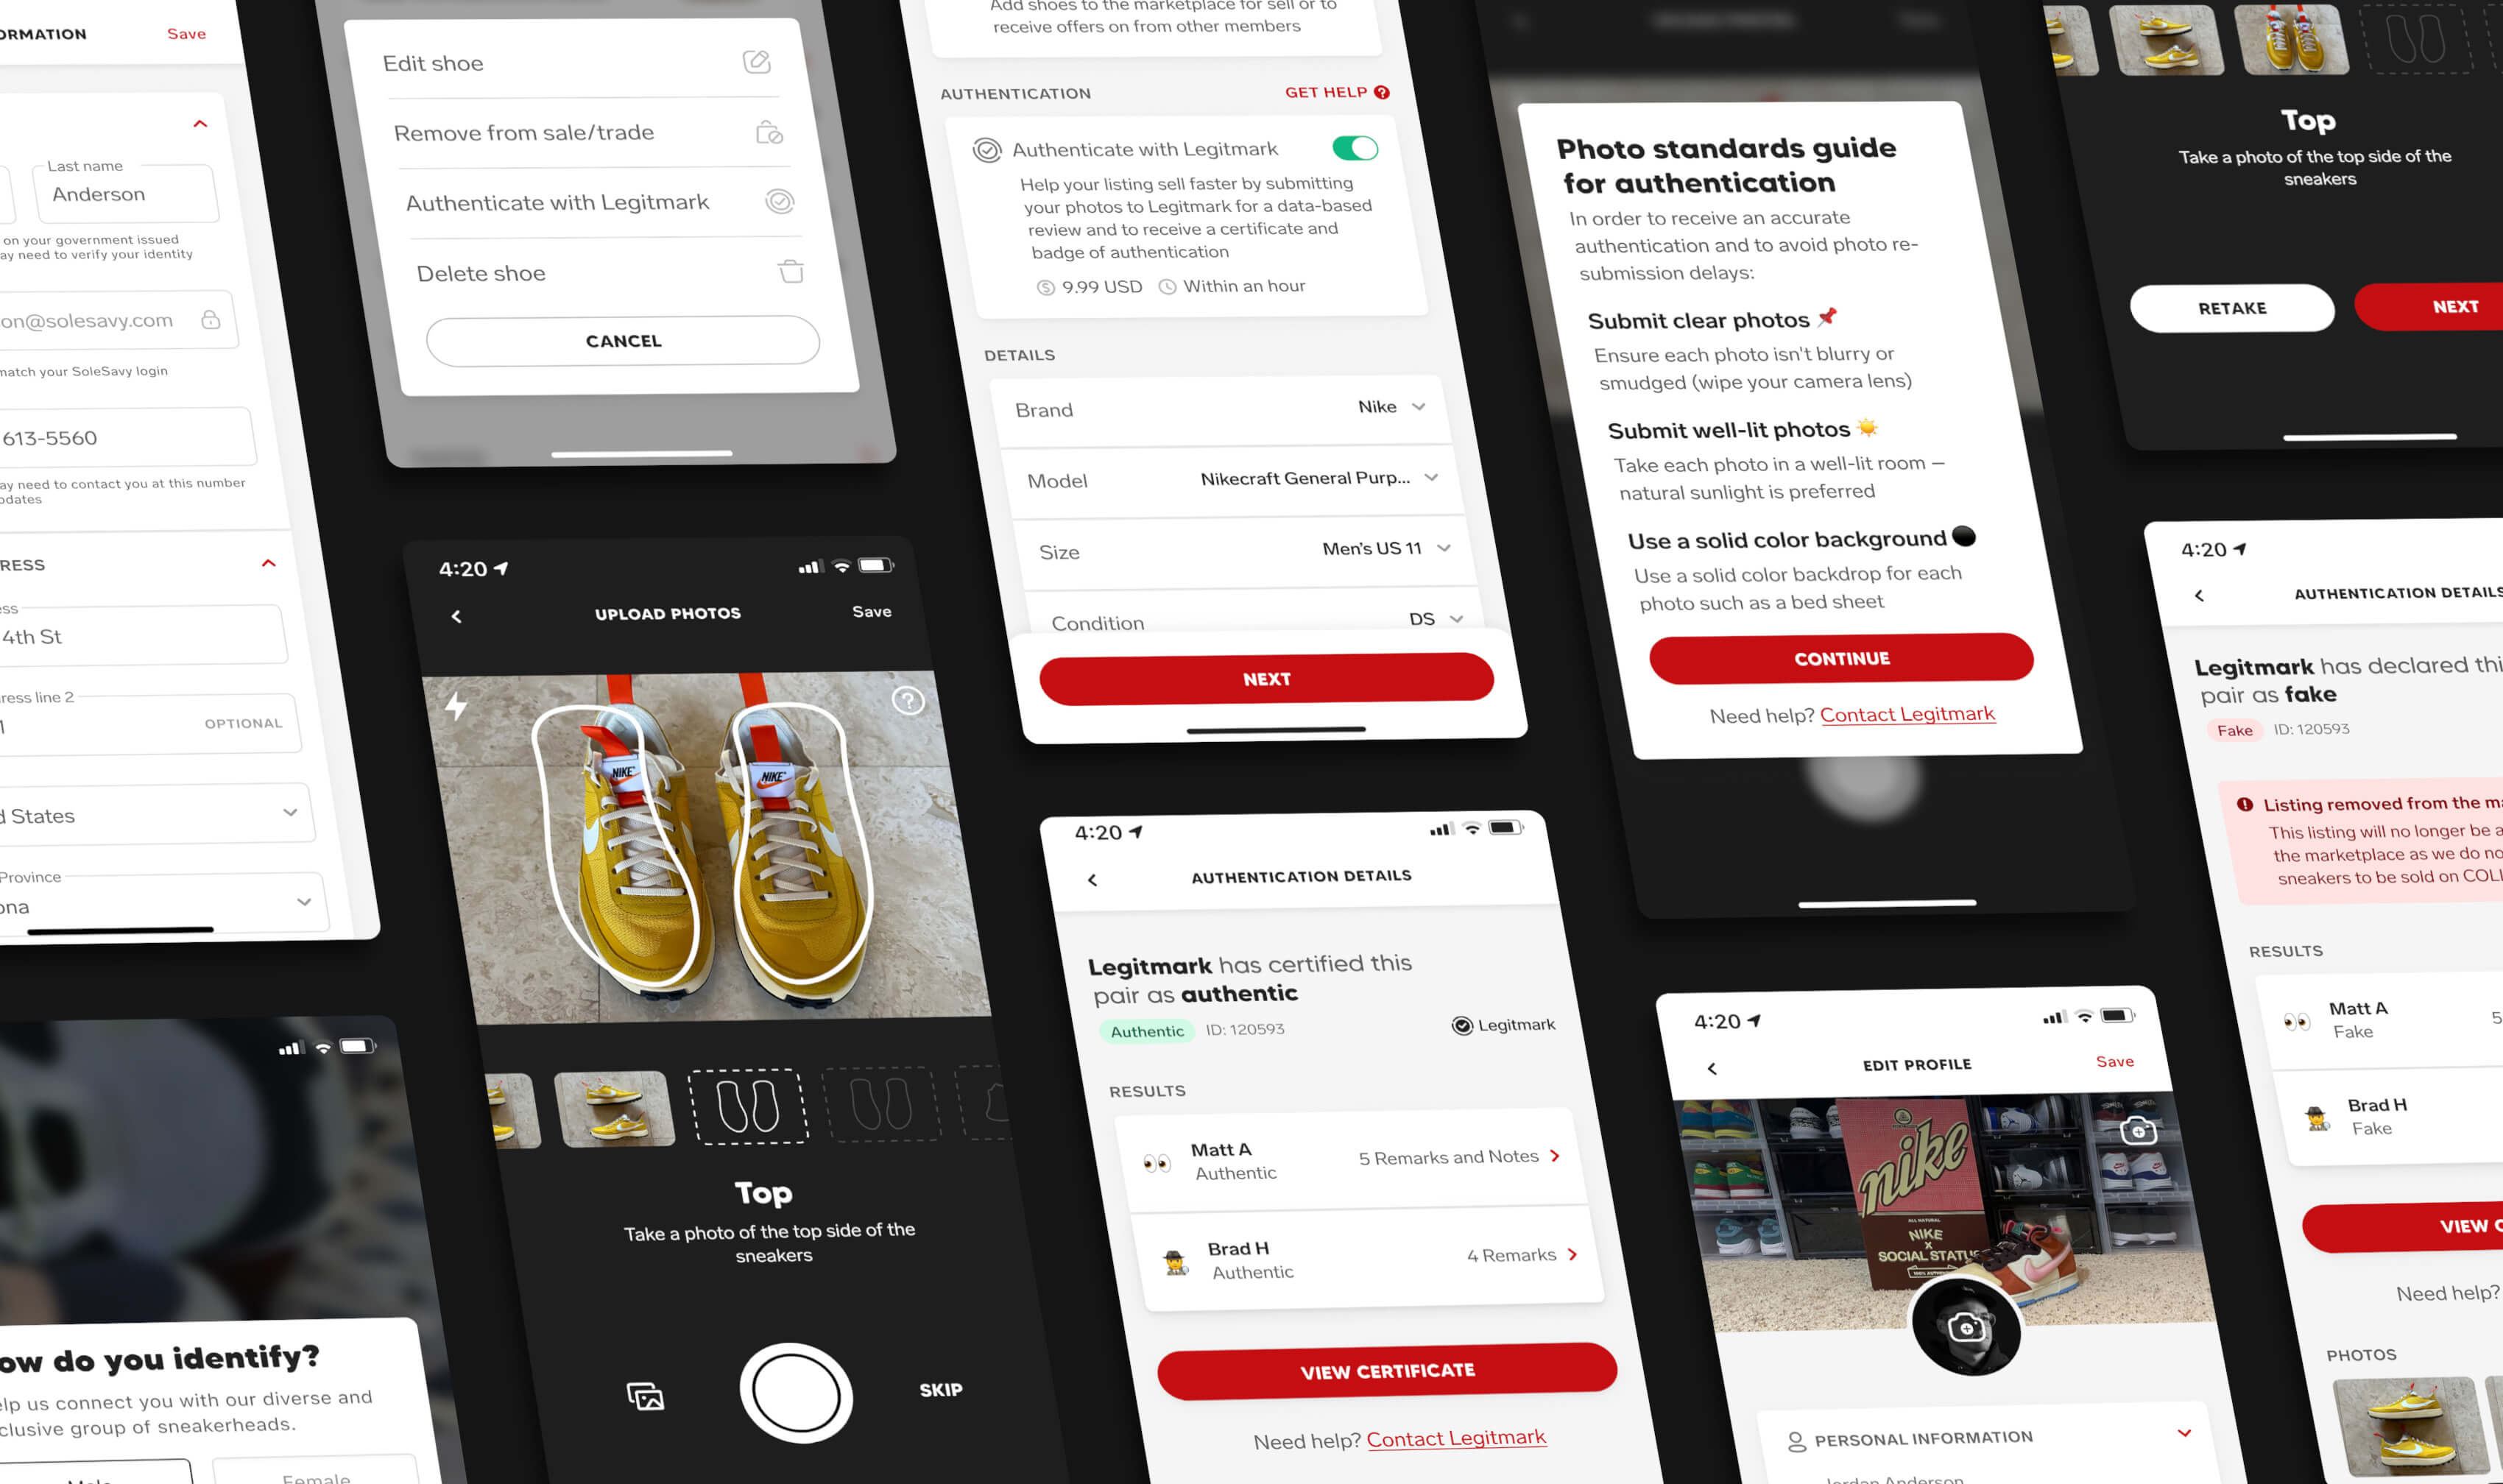 ORMATION
Save
Last name
Anderson
on your government issued
ay need to verify your identity
on@solesavy.com
match your SoleSavy login
613-5560
ay need to contact you at this number
pdates
RESS
ess
4th St
ress line 2
OPTIONAL
d States
Province
ona
ow do you identify?
elp us connect you with our diverse and
clusive group of sneakerheads.
Male
Female
Edit shoe
Remove from sale/trade
Authenticate with Legitmark
Delete shoe
CANCEL
4:20
UPLOAD PHOTOS
Save
NIKE
NIKE
Top
Take a photo of the top side of the
sneakers
SKIP
Add shoes to the marketplace for sell or to
receive offers on from other members
AUTHENTICATION
GET HELP ?
Authenticate with Legitmark
Help your listing sell faster by submitting
your photos to Legitmark for a data-based
review and to receive a certificate and
badge of authentication
9.99 USD
Within an hour
DETAILS
Brand
Nike
Model
Nikecraft General Purp...
Size
Men's US 11
Condition
DS
NEXT
4:20
AUTHENTICATION DETAILS
Legitmark has certified this
pair as authentic
Authentic
ID: 120593
Legitmark
RESULTS
Matt A
Authentic
5 Remarks and Notes
Brad H
Authentic
4 Remarks
VIEW CERTIFICATE
Need help? Contact Legitmark
Photo standards guide
for authentication
In order to receive an accurate
authentication and to avoid photo re-
submission delays:
Submit clear photos 📌
Ensure each photo isn't blurry or
smudged (wipe your camera lens)
Submit well-lit photos ☀️
Take each photo in a well-lit room —
natural sunlight is preferred
Use a solid color background ⚫
Use a solid color backdrop for each
photo such as a bed sheet
CONTINUE
Need help? Contact Legitmark
4:20
EDIT PROFILE
Save
nike
ALL NATURAL
NIKE
X
SOCIAL STATUS
PERSONAL INFORMATION
Jordan Anderson
Top
Take a photo of the top side of the
sneakers
RETAKE
NEXT
4:20
AUTHENTICATION DETAILS
Legitmark has declared thi
pair as fake
Fake
ID: 120593
Listing removed from the ma
This listing will no longer be a
the marketplace as we do no
sneakers to be sold on COLL
RESULTS
Matt A
Fake
5
Brad H
Fake
VIEW C
Need help?
PHOTOS